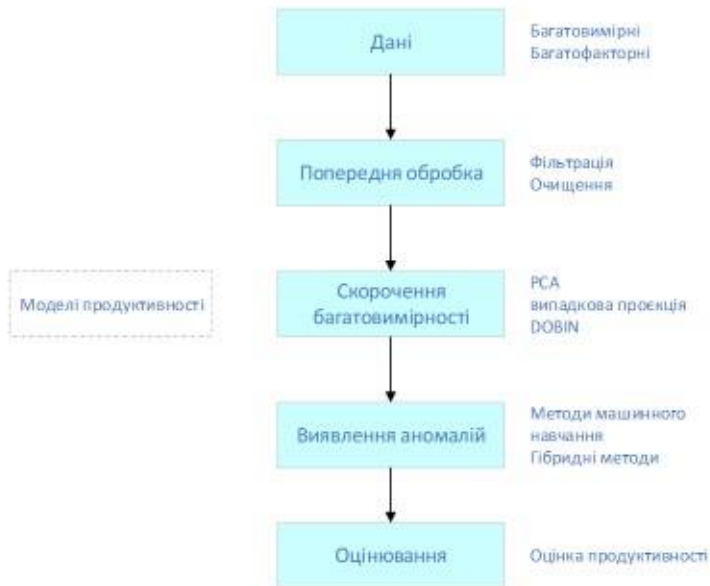 Дані
Багатовимірні
Багатофакторні
Попередня обробка
Фільтрація
Очищення
Моделі продуктивності
Скорочення
багатовимірності
PCA
випадкова проєкція
DOBIN
Виявлення аномалій
Методи машинного
навчання
Гібридні методи
Оцінювання
Оцінка продуктивності